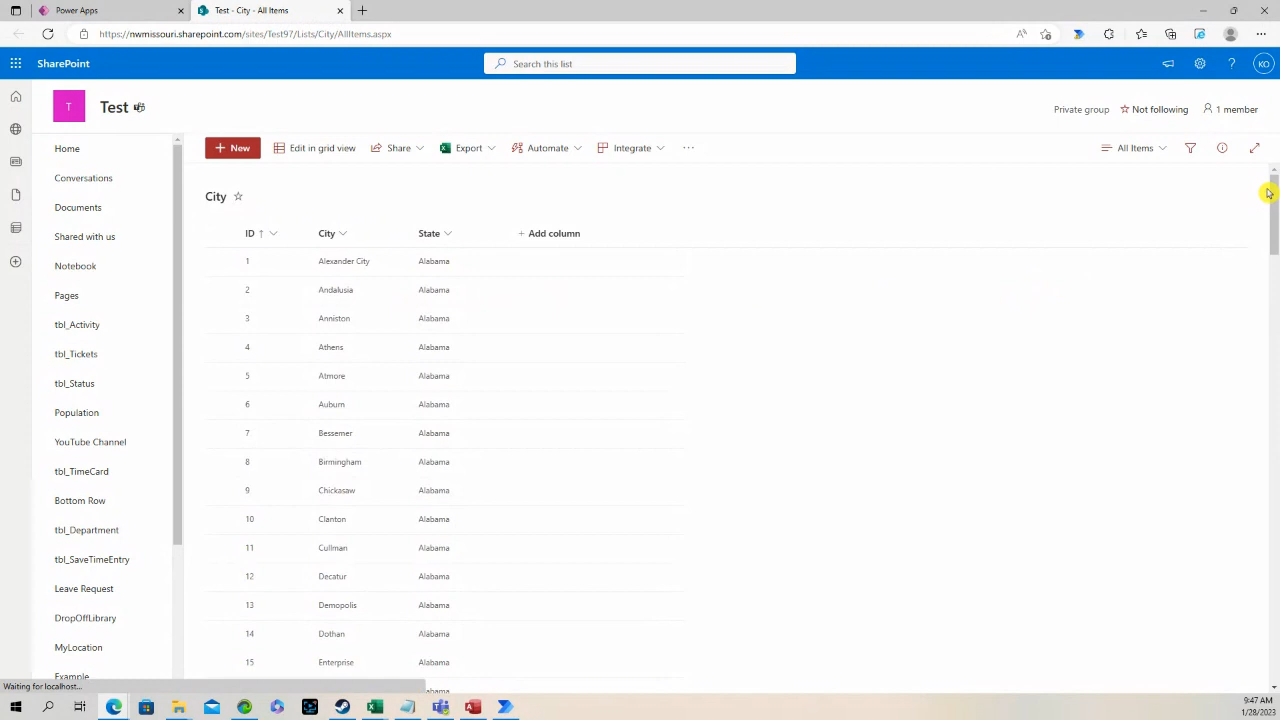 Power Apps
Test - City - All Items
https://nwmissouri.sharepoint.com/sites/Test97/Lists/City/AllItems.aspx
SharePoint
Search this list
KO
T
Test
Private group
Not following
1 member
Home
Conversations
Documents
Shared with us
Notebook
Pages
tbl_Activity
tbl_Tickets
tbl_Status
Population
YouTube Channel
tbl_TimeCard
Bottom Row
tbl_Department
tbl_SaveTimeEntry
Leave Request
DropOffLibrary
MyLocation
Example
New
Edit in grid view
Share
Export
Automate
Integrate
All Items
City
ID City State Add column
1 Alexander City Alabama
2 Andalusia Alabama
3 Anniston Alabama
4 Athens Alabama
5 Atmore Alabama
6 Auburn Alabama
7 Bessemer Alabama
8 Birmingham Alabama
9 Chickasaw Alabama
10 Clanton Alabama
11 Cullman Alabama
12 Decatur Alabama
13 Demopolis Alabama
14 Dothan Alabama
15 Enterprise Alabama
Waiting for localhost...
9:47 AM
1/28/2023